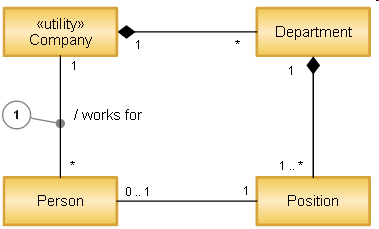 «utility»
Company
Department
1
*
1
1
1
/ works for
*
1..*
Person
0..1
1
Position